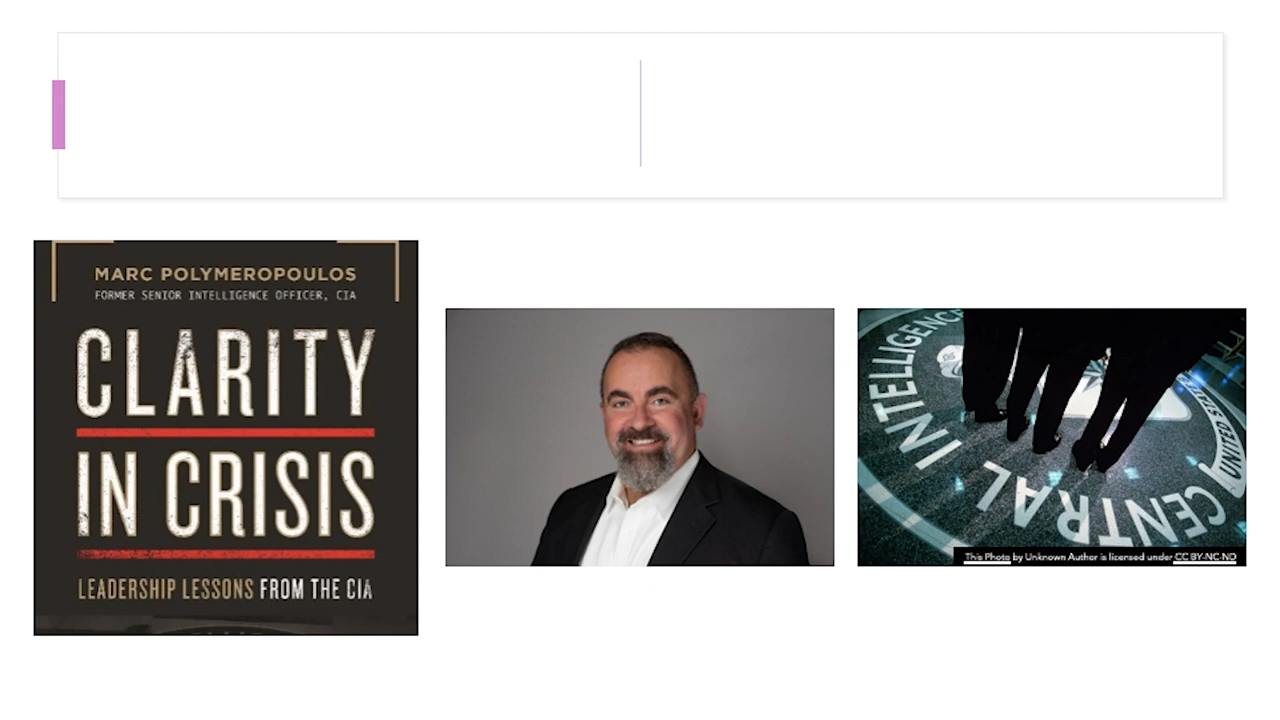 MARC POLYMEROPOULOS
FORMER SENIOR INTELLIGENCE OFFICER, CIA
CLARITY
IN CRISIS
LEADERSHIP LESSONS FROM THE CIA
CENTRAL INTELLIGENCE
UNITED STATES
This Photo by Unknown Author is licensed under CC BY-NC-ND